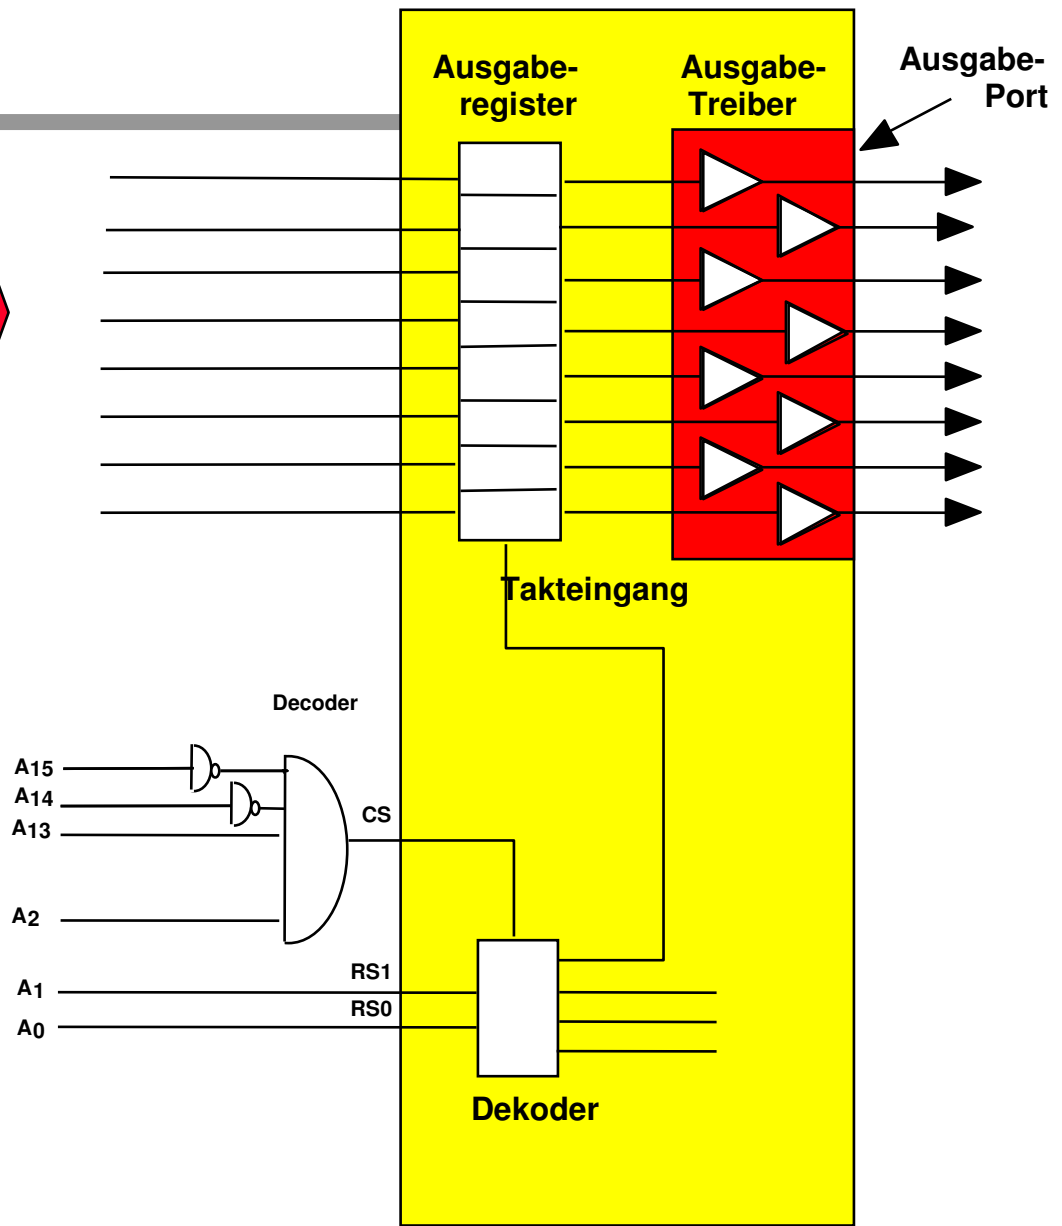 Ausgabe-
register
Ausgabe-
Treiber
Ausgabe-
Port
Takteingang
Decoder
A15
A14
A13
CS
A2
RS1
A1
RS0
A0
Dekoder